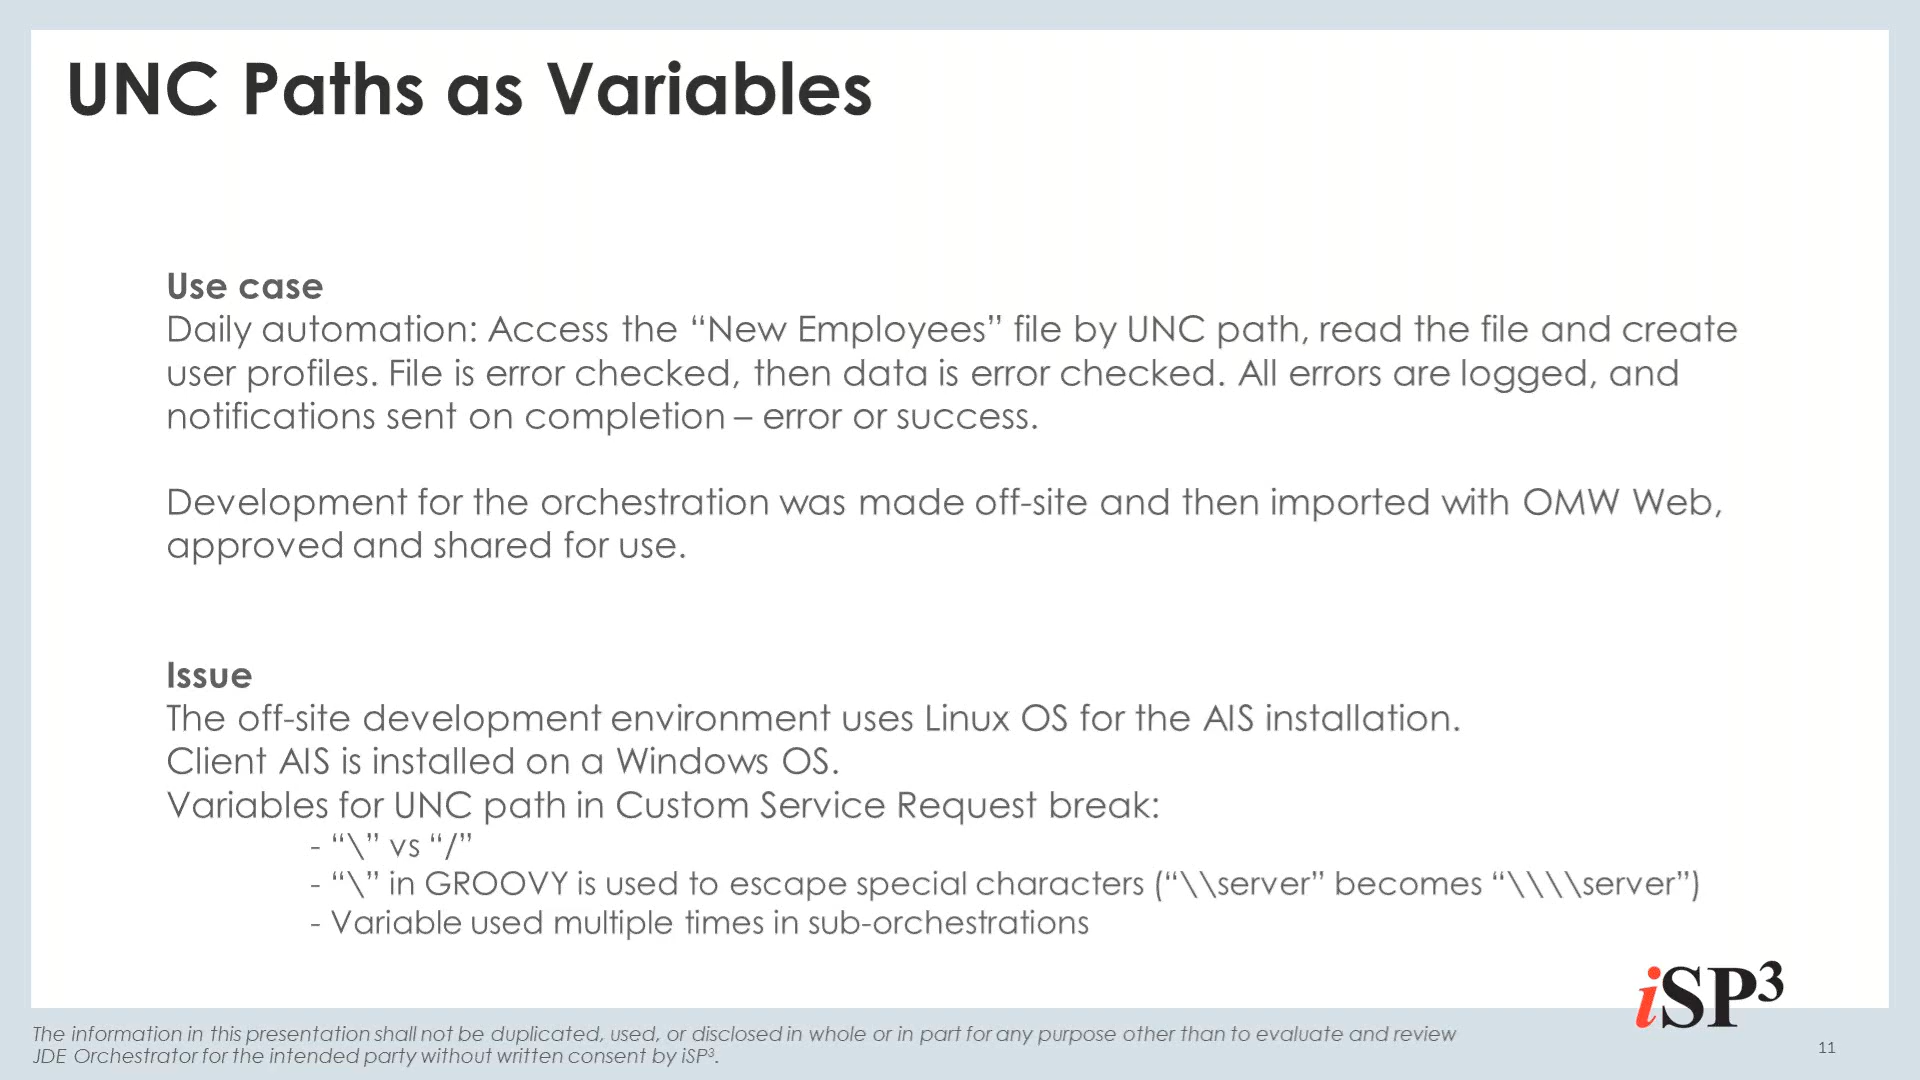 UNC Paths as Variables
Use case
Daily automation: Access the “New Employees” file by UNC path, read the file and create
user profiles. File is error checked, then data is error checked. All errors are logged, and
notifications sent on completion – error or success.
Development for the orchestration was made off-site and then imported with OMW Web,
approved and shared for use.
Issue
The off-site development environment uses Linux OS for the AIS installation.
Client AIS is installed on a Windows OS.
Variables for UNC path in Custom Service Request break:
- “\” vs “/”
- “\” in GROOVY is used to escape special characters (“\\server” becomes “\\\\server”)
- Variable used multiple times in sub-orchestrations
iSP³
The information in this presentation shall not be duplicated, used, or disclosed in whole or in part for any purpose other than to evaluate and review
JDE Orchestrator for the intended party without written consent by iSP³.
11